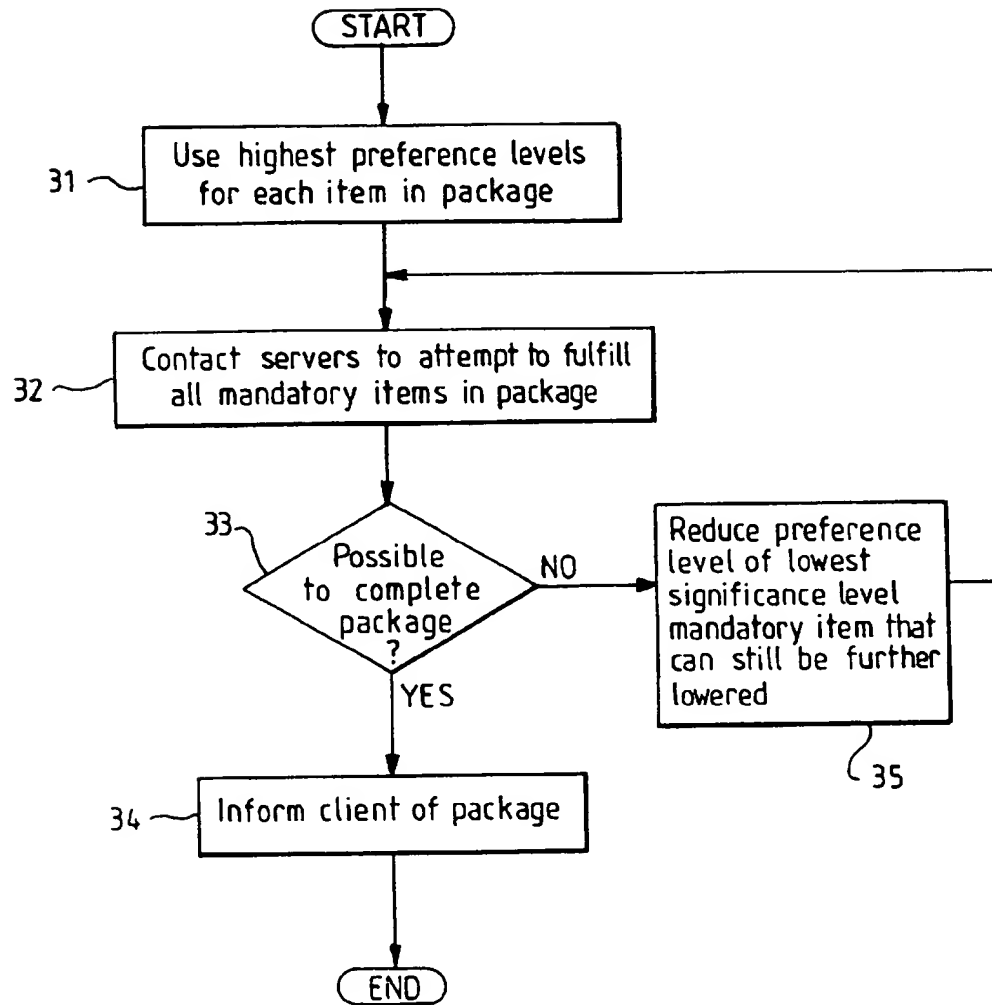 START
31
Use highest preference levels
for each item in package
32
Contact servers to attempt to fulfill
all mandatory items in package
33
Possible
to complete
package
?
NO
YES
Reduce preference
level of lowest
significance level
mandatory item that
can still be further
lowered
35
34
Inform client of package
END